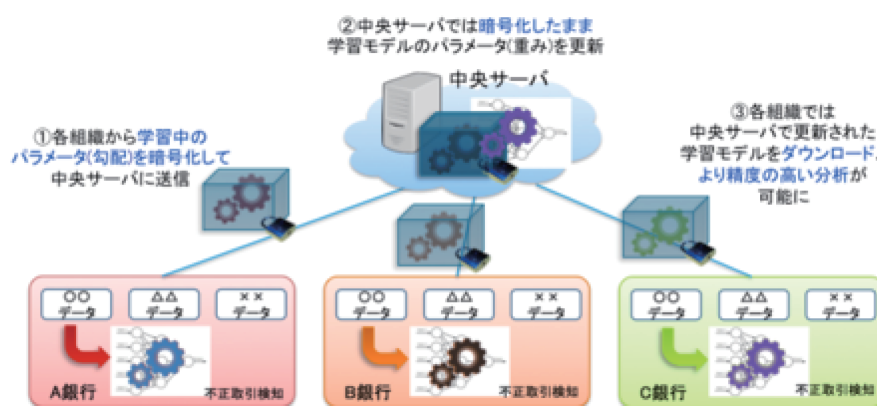 ②中央サーバでは暗号化したまま
学習モデルのパラメータ(重み)を更新
中央サーバ
①各組織から学習中の
パラメータ(勾配)を暗号化して
中央サーバに送信
③各組織では
中央サーバで更新された
学習モデルをダウンロード、
より精度の高い分析が
可能に
○○
データ
△△
データ
××
データ
A銀行
不正取引検知
○○
データ
△△
データ
××
データ
B銀行
不正取引検知
○○
データ
△△
データ
××
データ
C銀行
不正取引検知